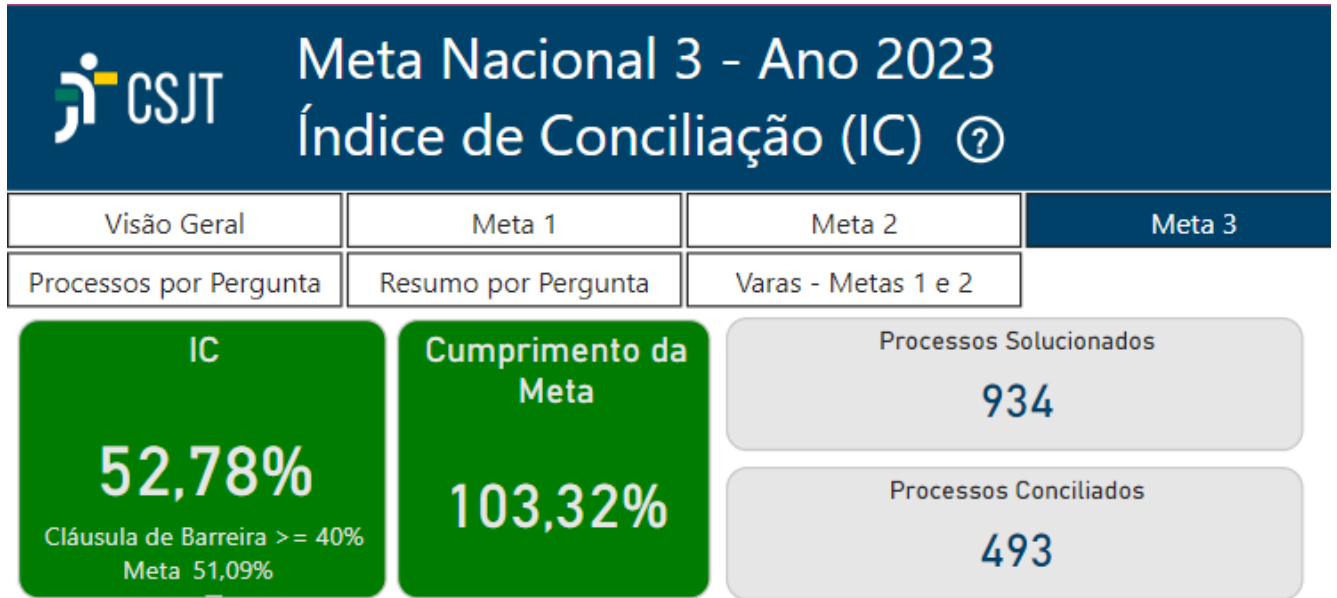 CSJT
Meta Nacional 3 - Ano 2023
Índice de Conciliação (IC) ?
Visão Geral
Meta 1
Meta 2
Meta 3
Processos por Pergunta
Resumo por Pergunta
Varas - Metas 1 e 2
IC
52,78%
Cláusula de Barreira >= 40%
Meta 51,09%
Cumprimento da
Meta
103,32%
Processos Solucionados
934
Processos Conciliados
493